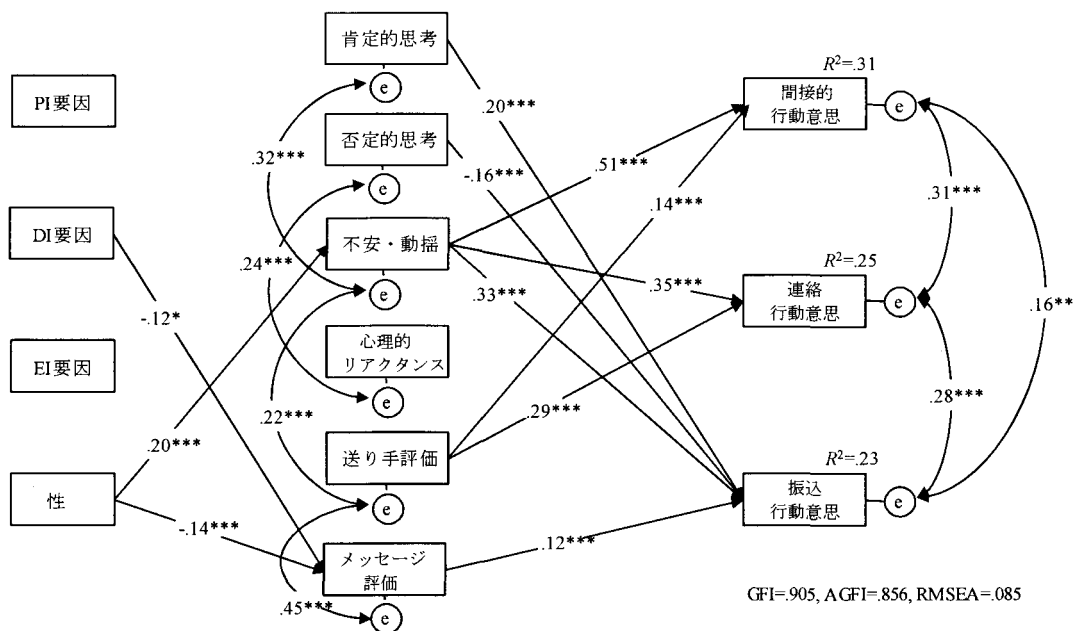 PI要因
DI要因
EI要因
性
肯定的思考
e
否定的思考
e
不安・動揺
e
心理的
リアクタンス
e
送り手評価
e
メッセージ
評価
e
.32***
.24***
.22***
.45***
-.12*
.20***
-.14***
.20***
-.16***
.51***
.14***
.35***
.33***
.29***
.12***
R²=.31
間接的
行動意思
e
R²=.25
連絡
行動意思
e
R²=.23
振込
行動意思
e
.31***
.28***
.16**
GFI=.905, AGFI=.856, RMSEA=.085